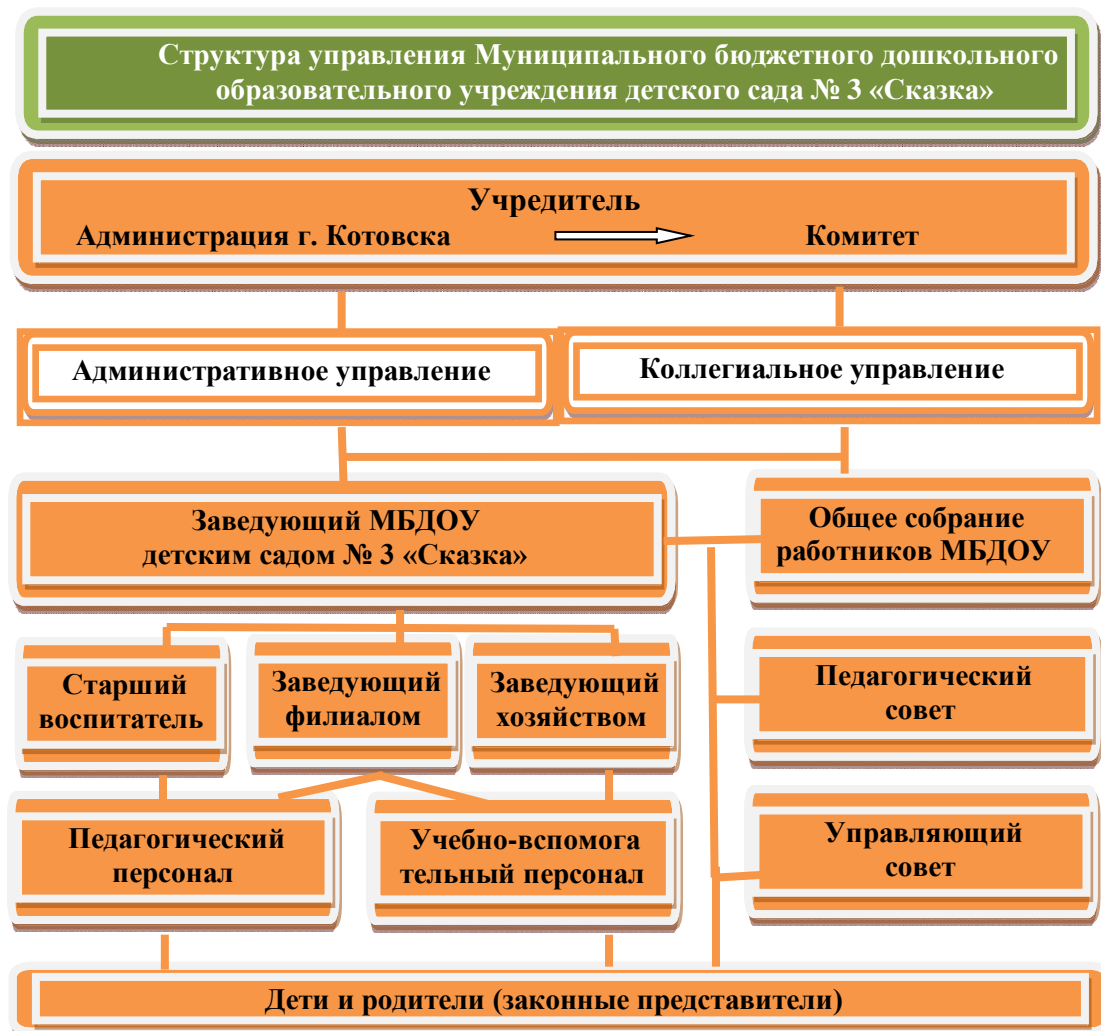 Структура управления Муниципального бюджетного дошкольного
образовательного учреждения детского сада № 3 «Сказка»
Учредитель
Администрация г. Котовска Комитет
Административное управление
Коллегиальное управление
Заведующий МБДОУ
детским садом № 3 «Сказка»
Общее собрание
работников МБДОУ
Старший
воспитатель
Заведующий
филиалом
Заведующий
хозяйством
Педагогический
совет
Педагогический
персонал
Учебно-вспомога
тельный персонал
Управляющий
совет
Дети и родители (законные представители)